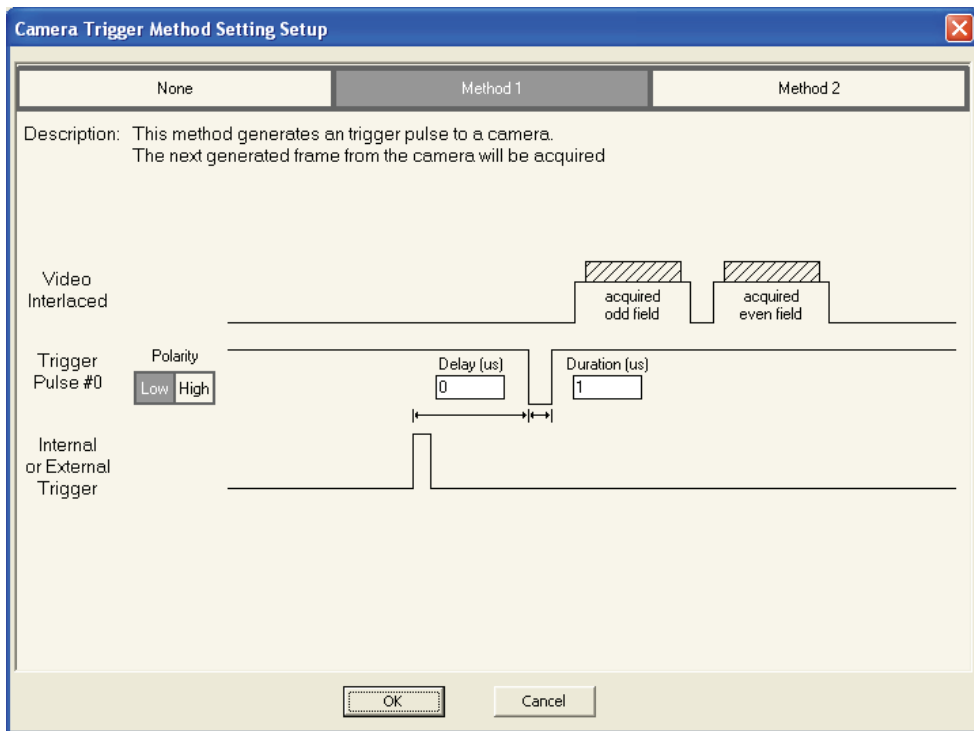 Camera Trigger Method Setting Setup
None Method 1 Method 2
Description: This method generates an trigger pulse to a camera.
The next generated frame from the camera will be acquired
Video
Interlaced
acquired
odd field
acquired
even field
Trigger
Pulse #0
Polarity
Low High
Delay (us)
0
Duration (us)
1
Internal
or External
Trigger
OK Cancel